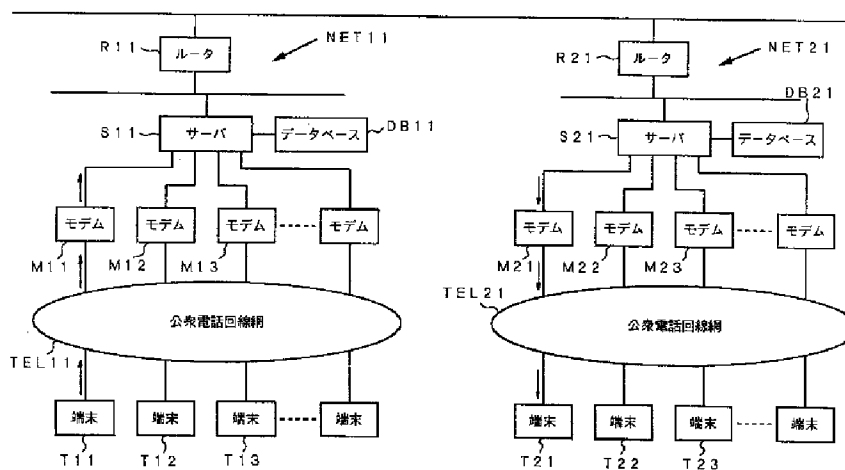 R11
ルータ
NET11
S11
サーバ
データベース
DB11
モデム
モデム
モデム
モデム
M11
M12
M13
公衆電話回線網
TEL11
端末
端末
端末
端末
T11
T12
T13
R21
ルータ
NET21
DB21
S21
サーバ
データベース
モデム
モデム
モデム
モデム
M21
M22
M23
TEL21
公衆電話回線網
端末
端末
端末
端末
T21
T22
T23